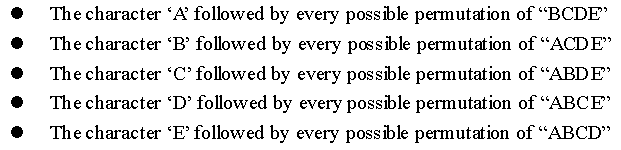 ● The character ‘A’ followed by every possible permutation of “BCDE”
● The character ‘B’ followed by every possible permutation of “ACDE”
● The character ‘C’ followed by every possible permutation of “ABDE”
● The character ‘D’ followed by every possible permutation of “ABCE”
● The character ‘E’ followed by every possible permutation of “ABCD”